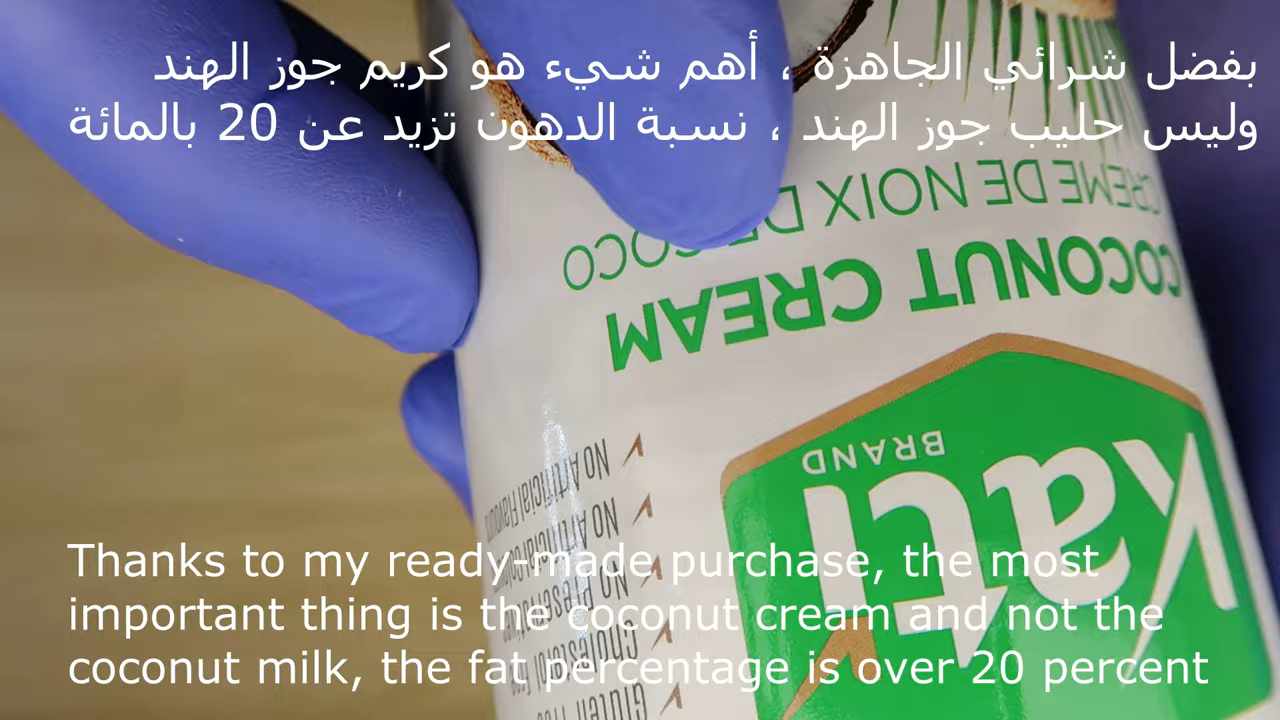 بفضل شرائي الجاهزة ، أهم شيء هو كريم جوز الهند
وليس حليب جوز الهند ، نسبة الدهون تزيد عن 20 بالمائة
CRÈME DE NOIX DE COCO
COCONUT CREAM
Kati
BRAND
No Artificial Flavours
No Artificial
No
Cholesterol Free
Gluten Free
Thanks to my ready-made purchase, the most
important thing is the coconut cream and not the
coconut milk, the fat percentage is over 20 percent